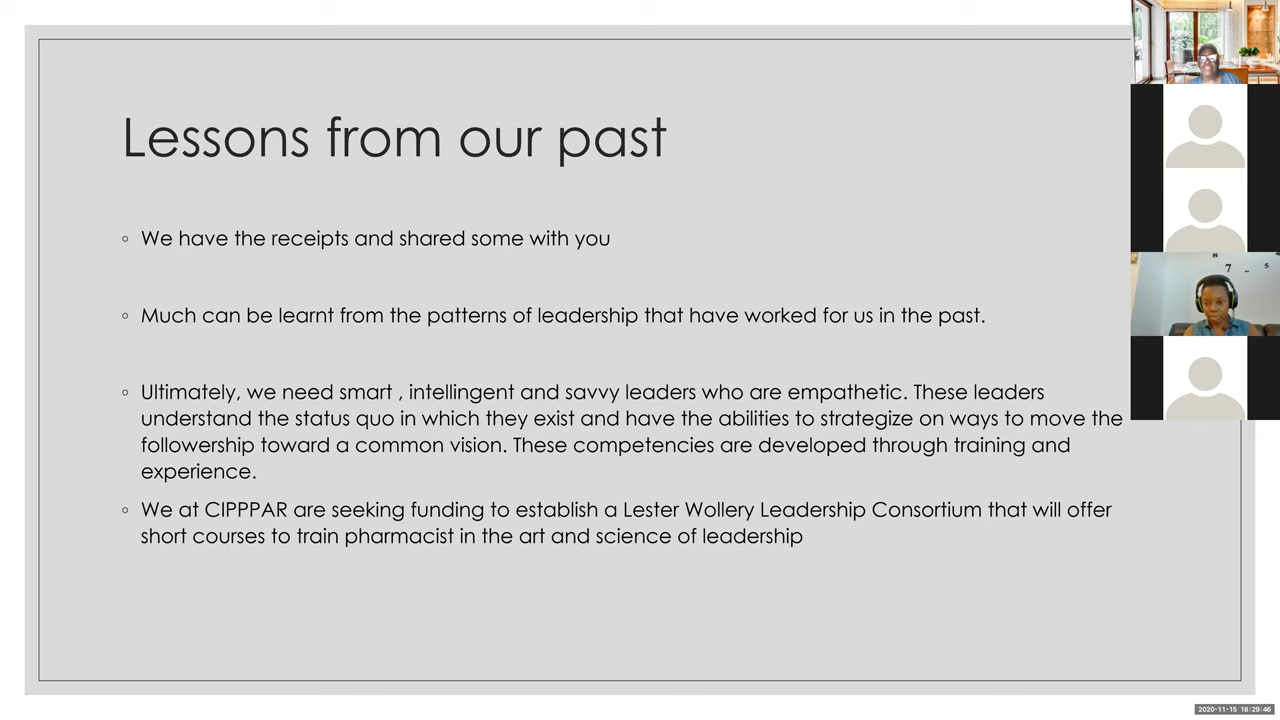 Lessons from our past
◦ We have the receipts and shared some with you
◦ Much can be learnt from the patterns of leadership that have worked for us in the past.
◦ Ultimately, we need smart , intellingent and savvy leaders who are empathetic. These leaders
understand the status quo in which they exist and have the abilities to strategize on ways to move the
followership toward a common vision. These competencies are developed through training and
experience.
◦ We at CIPPPAR are seeking funding to establish a Lester Wollery Leadership Consortium that will offer
short courses to train pharmacist in the art and science of leadership
8
7 - 5
2020-11-15 18:29:46